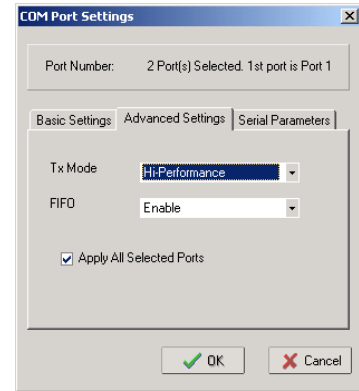 COM Port Settings
Port Number: 2 Port(s) Selected. 1st port is Port 1
Basic Settings Advanced Settings Serial Parameters
Tx Mode Hi-Performance
FIFO Enable
Apply All Selected Ports
OK Cancel